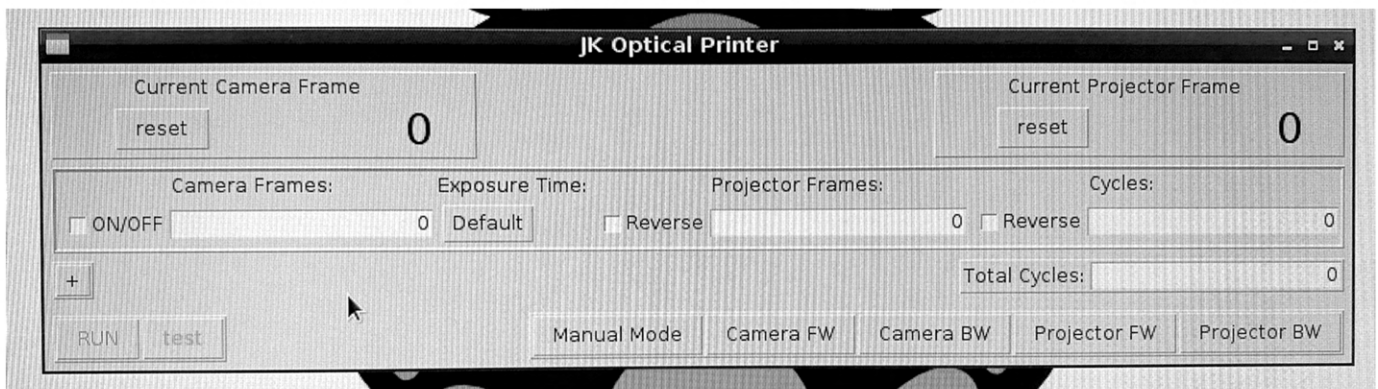 JK Optical Printer
Current Camera Frame
reset 0
Current Projector Frame
reset 0
Camera Frames: Exposure Time: Projector Frames: Cycles:
ON/OFF 0 Default Reverse 0 Reverse 0
+ Total Cycles: 0
RUN test Manual Mode Camera FW Camera BW Projector FW Projector BW